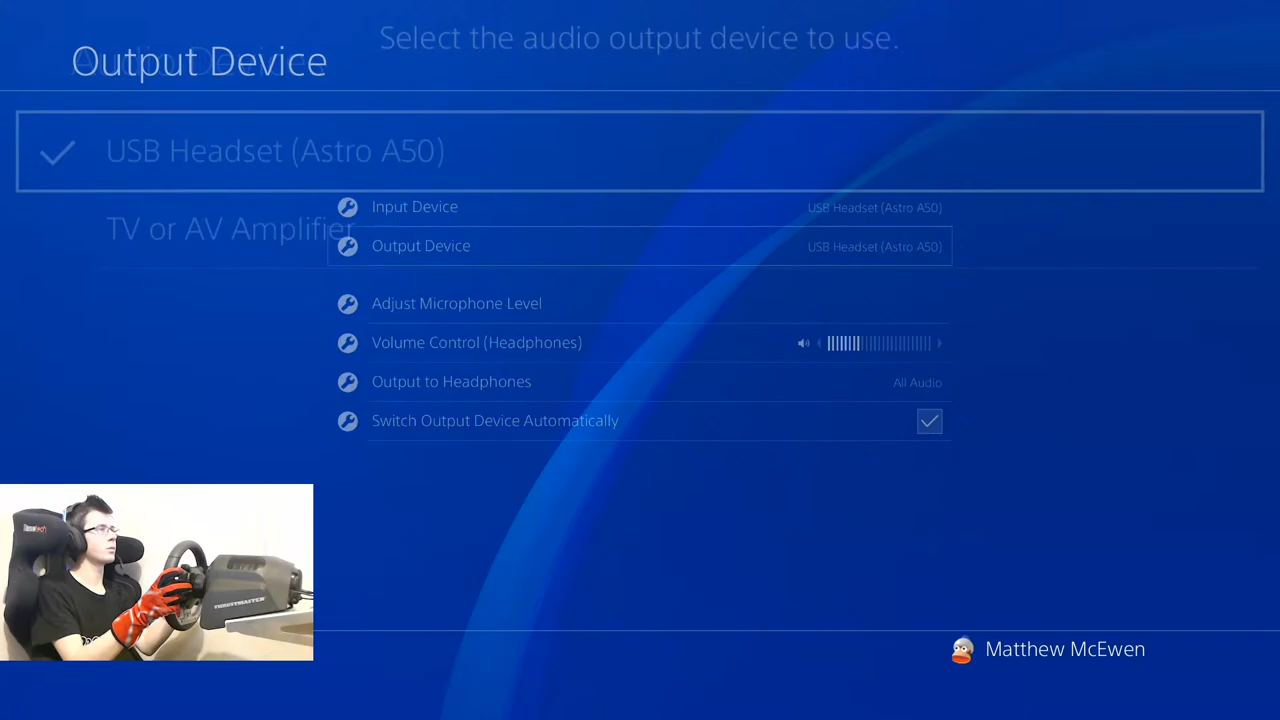 Select the audio output device to use.
Output Device
USB Headset (Astro A50)
TV or AV Amplifier
Input Device USB Headset (Astro A50)
Output Device USB Headset (Astro A50)
Adjust Microphone Level
Volume Control (Headphones)
Output to Headphones All Audio
Switch Output Device Automatically
THRUSTMASTER
Matthew McEwen